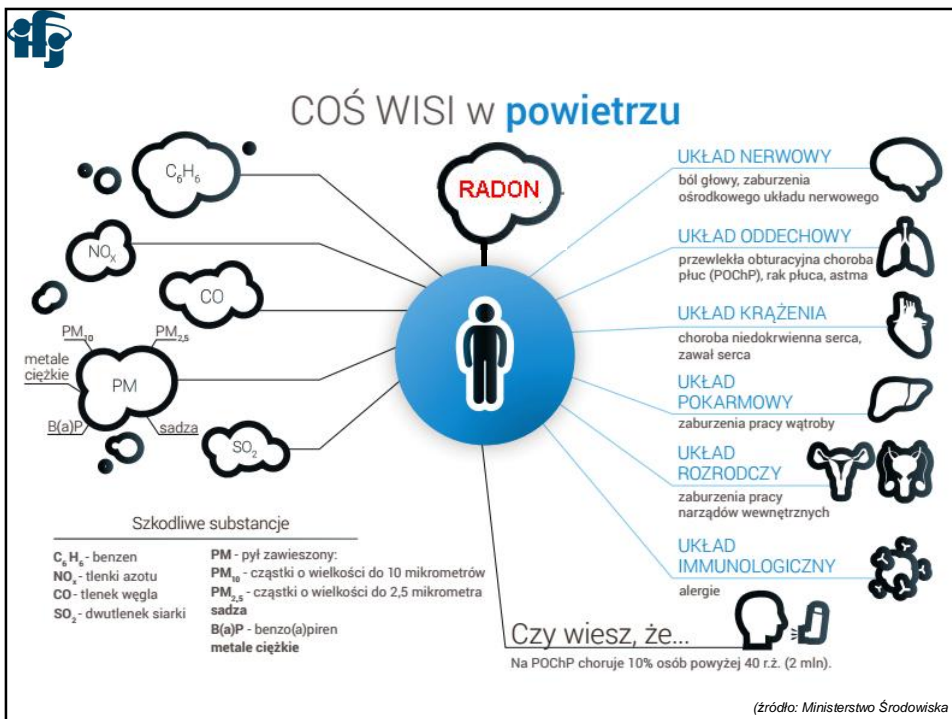 ifj
COŚ WISI w powietrzu
C₆H₆
NOₓ
CO
PM₁₀
PM₂,₅
metale
ciężkie
PM
B(a)P
sadza
SO₂
RADON
UKŁAD NERWOWY
ból głowy, zaburzenia
ośrodkowego układu nerwowego
UKŁAD ODDECHOWY
przewlekła obturacyjna choroba
płuc (POChP), rak płuca, astma
UKŁAD KRĄŻENIA
choroba niedokrwienna serca,
zawał serca
UKŁAD
POKARMOWY
zaburzenia pracy wątroby
UKŁAD
ROZRODCZY
zaburzenia pracy
narządów wewnętrznych
UKŁAD
IMMUNOLOGICZNY
alergie
Szkodliwe substancje
C₆H₆ - benzen
NOₓ - tlenki azotu
CO - tlenek węgla
SO₂ - dwutlenek siarki
PM - pył zawieszony:
PM₁₀ - cząstki o wielkości do 10 mikrometrów
PM₂,₅ - cząstki o wielkości do 2,5 mikrometra
sadza
B(a)P - benzo(a)piren
metale ciężkie
Czy wiesz, że...
Na POChP choruje 10% osób powyżej 40 r.ż. (2 mln).
(źródło: Ministerstwo Środowiska